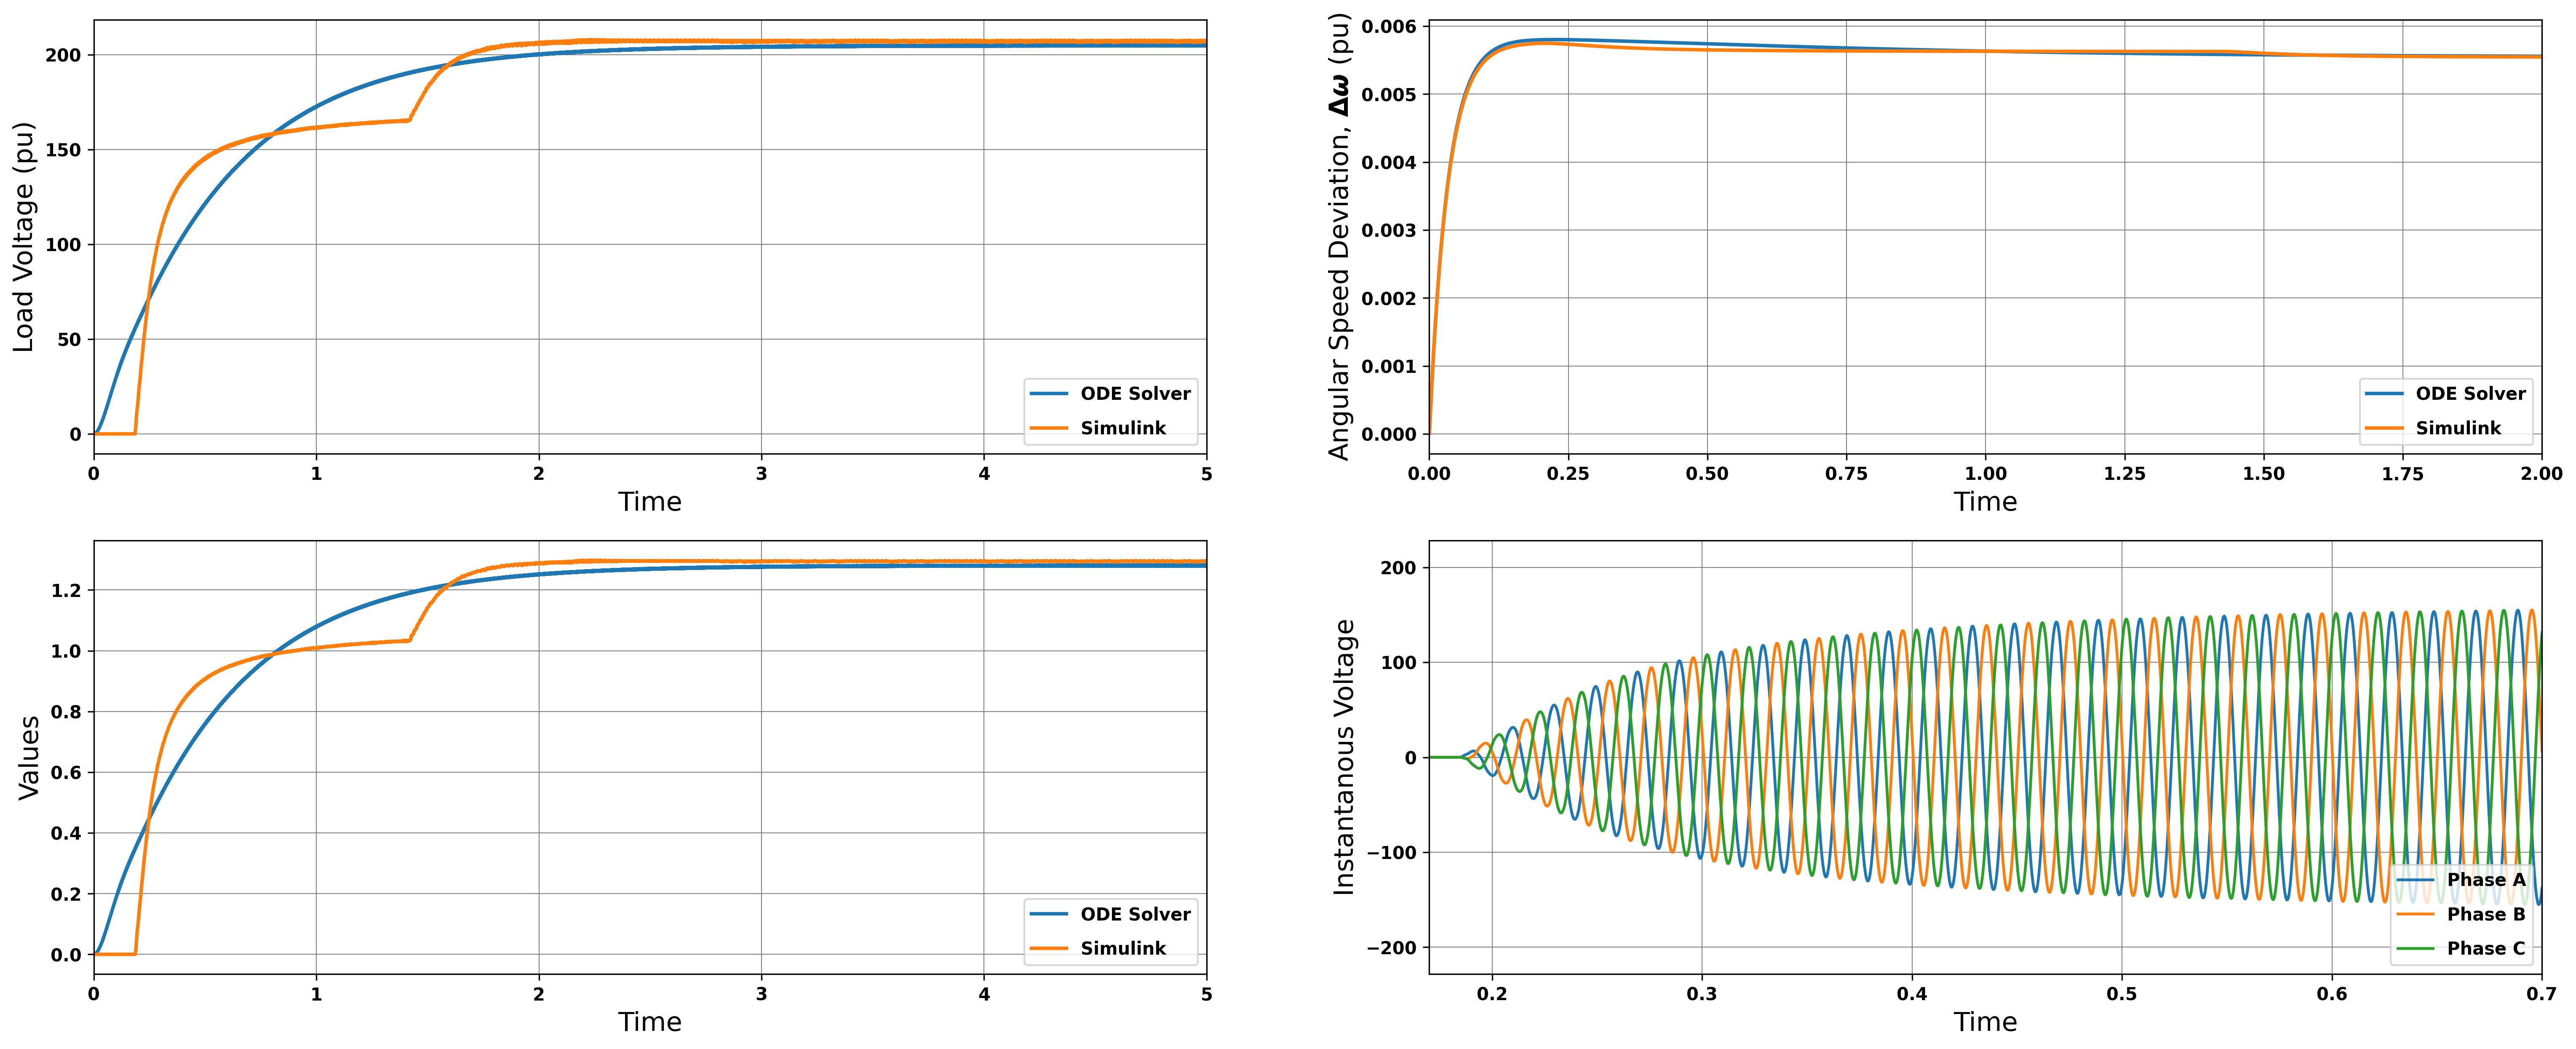 Load Voltage (pu)
200
150
100
50
0
0 1 2 3 4 5
Time
ODE Solver
Simulink
Angular Speed Deviation, Δω (pu)
0.006
0.005
0.004
0.003
0.002
0.001
0.000
0.00 0.25 0.50 0.75 1.00 1.25 1.50 1.75 2.00
Time
ODE Solver
Simulink
Values
1.2
1.0
0.8
0.6
0.4
0.2
0.0
0 1 2 3 4 5
Time
ODE Solver
Simulink
Instantanous Voltage
200
100
0
−100
−200
0.2 0.3 0.4 0.5 0.6 0.7
Time
Phase A
Phase B
Phase C